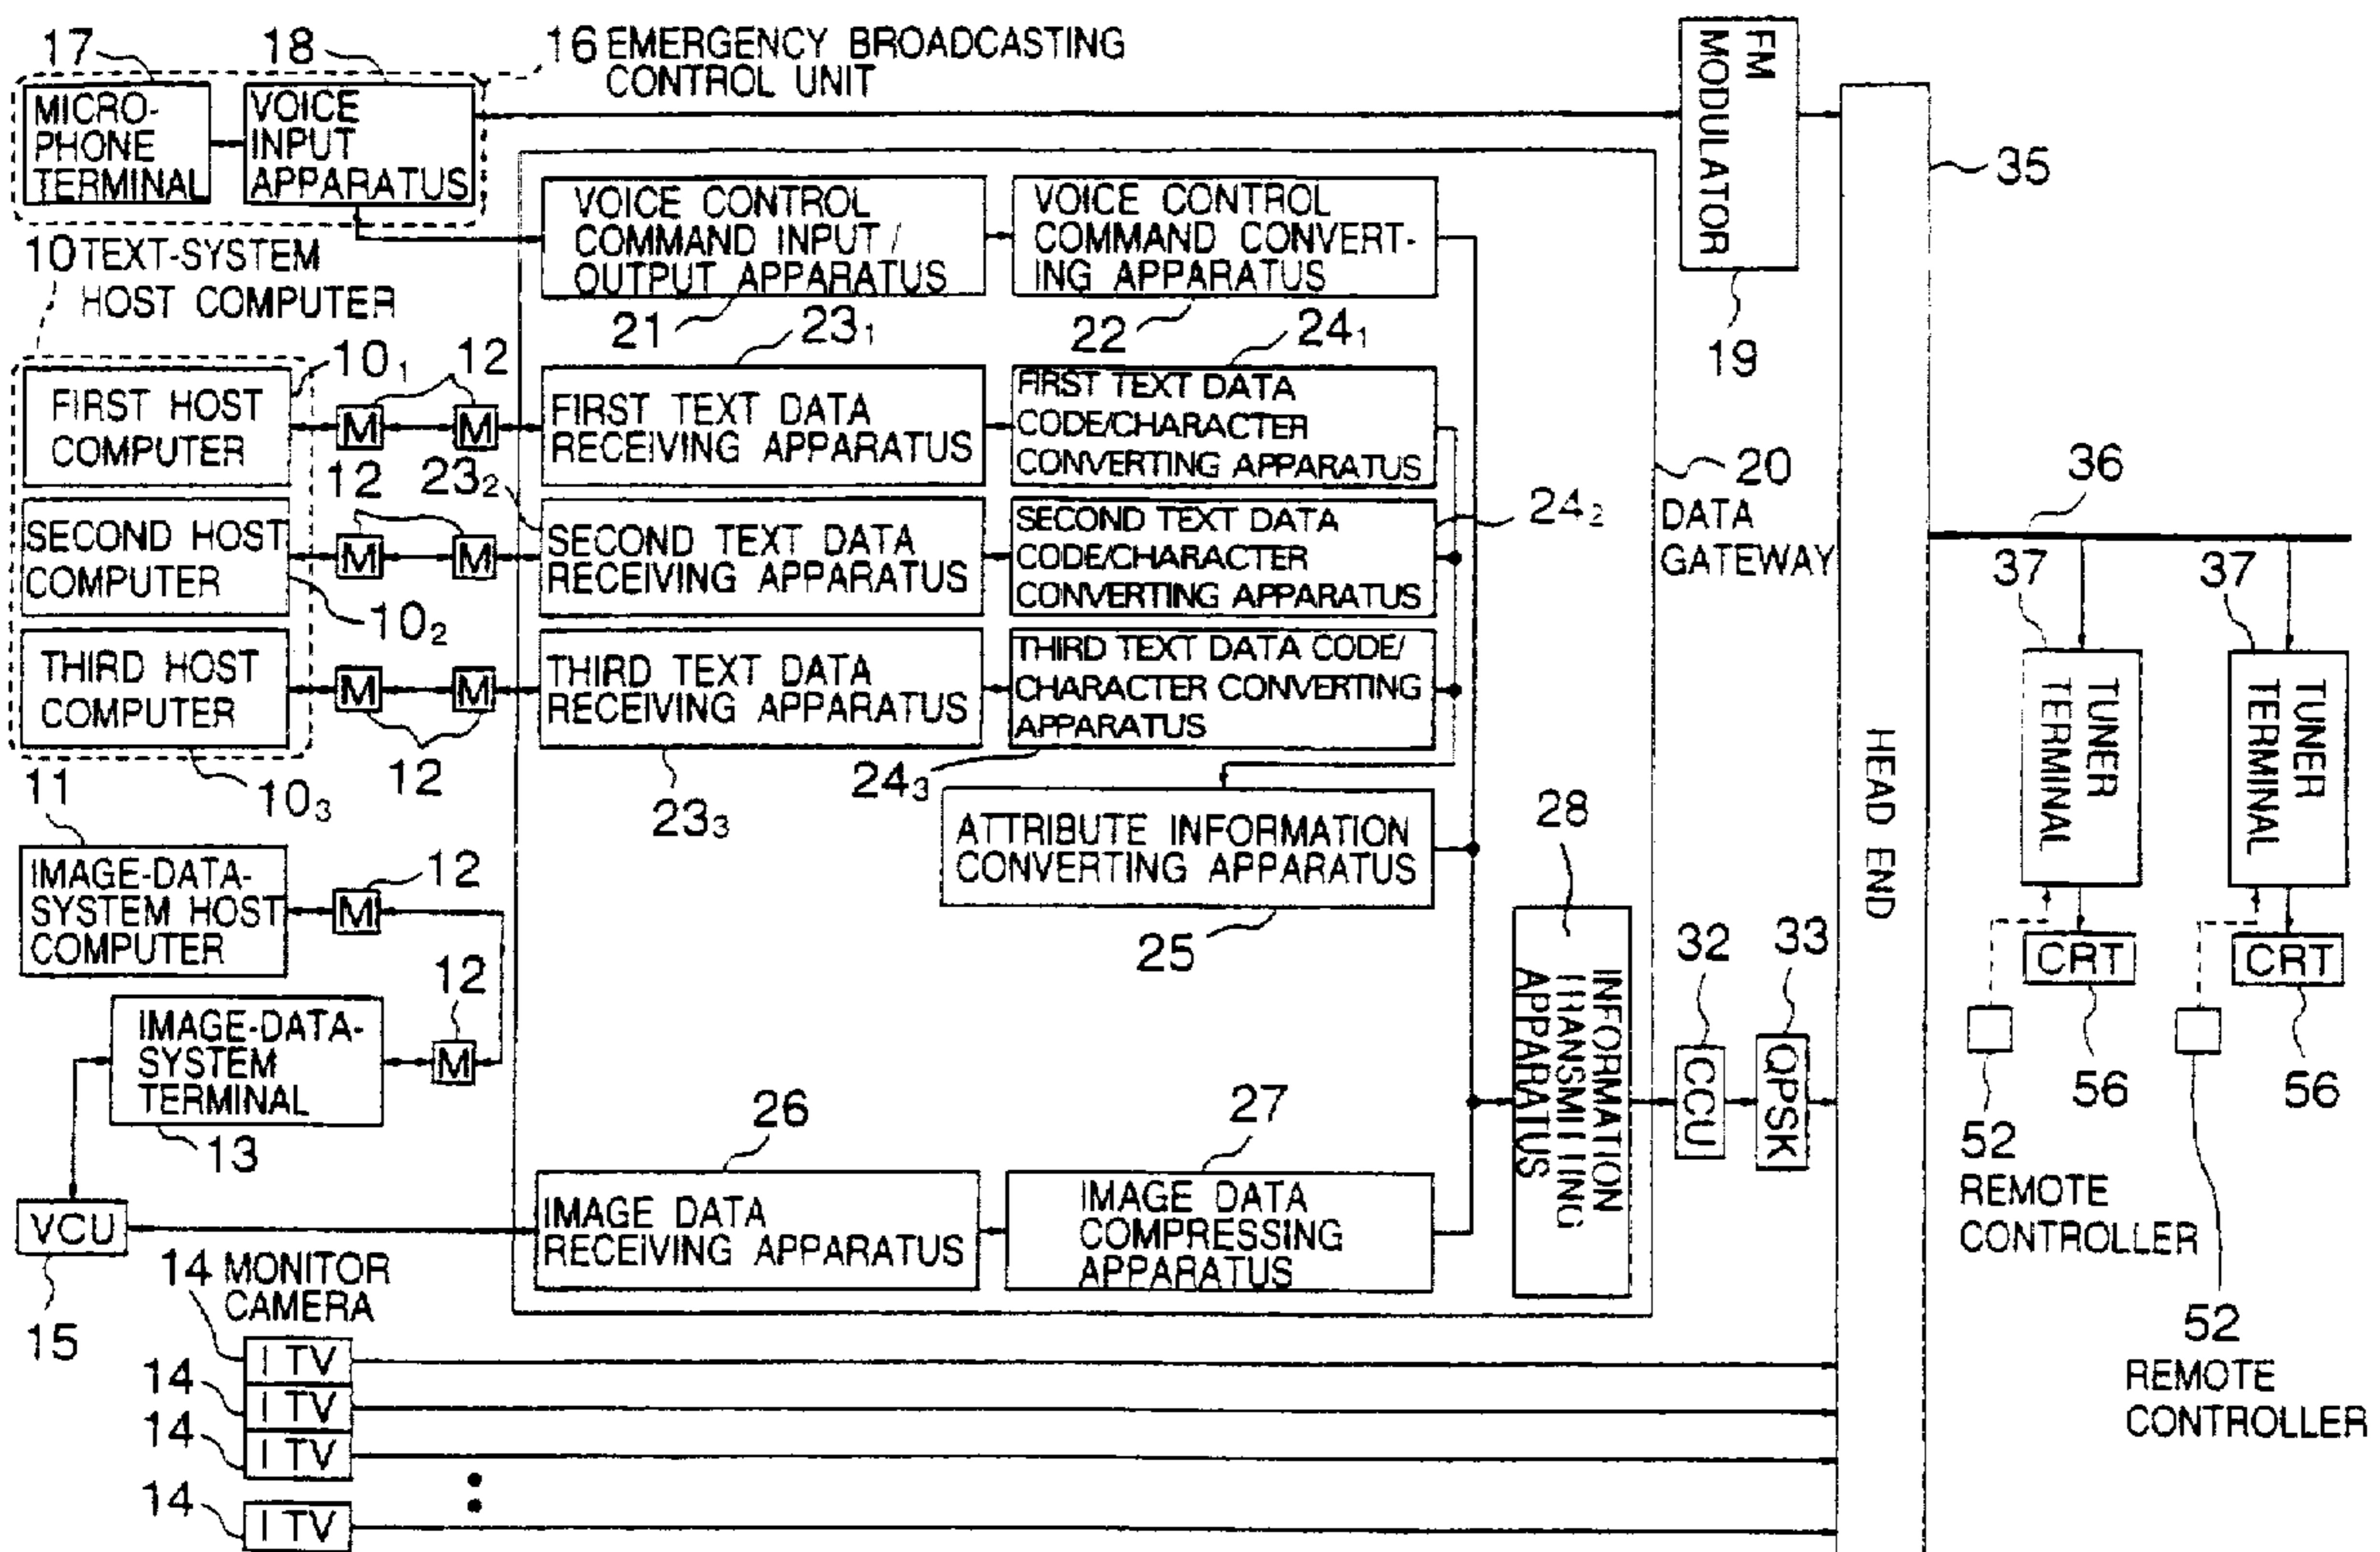 17
18
16 EMERGENCY BROADCASTING
CONTROL UNIT
MICRO-
PHONE
TERMINAL
VOICE
INPUT
APPARATUS
FM
MODULATOR
19
35
10 TEXT-SYSTEM
HOST COMPUTER
VOICE CONTROL
COMMAND INPUT/
OUTPUT APPARATUS
21
VOICE CONTROL
COMMAND CONVERT-
ING APPARATUS
22
10₁
12
23₁
24₁
FIRST HOST
COMPUTER
M
M
FIRST TEXT DATA
RECEIVING APPARATUS
FIRST TEXT DATA
CODE/CHARACTER
CONVERTING APPARATUS
20
DATA
GATEWAY
12
23₂
24₂
SECOND HOST
COMPUTER
10₂
M
M
SECOND TEXT DATA
RECEIVING APPARATUS
SECOND TEXT DATA
CODE/CHARACTER
CONVERTING APPARATUS
THIRD HOST
COMPUTER
10₃
M
M
12
THIRD TEXT DATA
RECEIVING APPARATUS
23₃
THIRD TEXT DATA CODE/
CHARACTER CONVERTING
APPARATUS
24₃
11
IMAGE-DATA-
SYSTEM HOST
COMPUTER
M
12
ATTRIBUTE INFORMATION
CONVERTING APPARATUS
25
12
M
IMAGE-DATA-
SYSTEM
TERMINAL
13
28
INFORMATION
TRANSMITTING
APPARATUS
32
CCU
33
QPSK
HEAD END
36
37
TUNER
TERMINAL
37
TUNER
TERMINAL
CRT
56
CRT
56
52
REMOTE
CONTROLLER
52
REMOTE
CONTROLLER
VCU
15
26
IMAGE DATA
RECEIVING APPARATUS
27
IMAGE DATA
COMPRESSING
APPARATUS
14 MONITOR
CAMERA
ITV
14
ITV
14
ITV
14
ITV